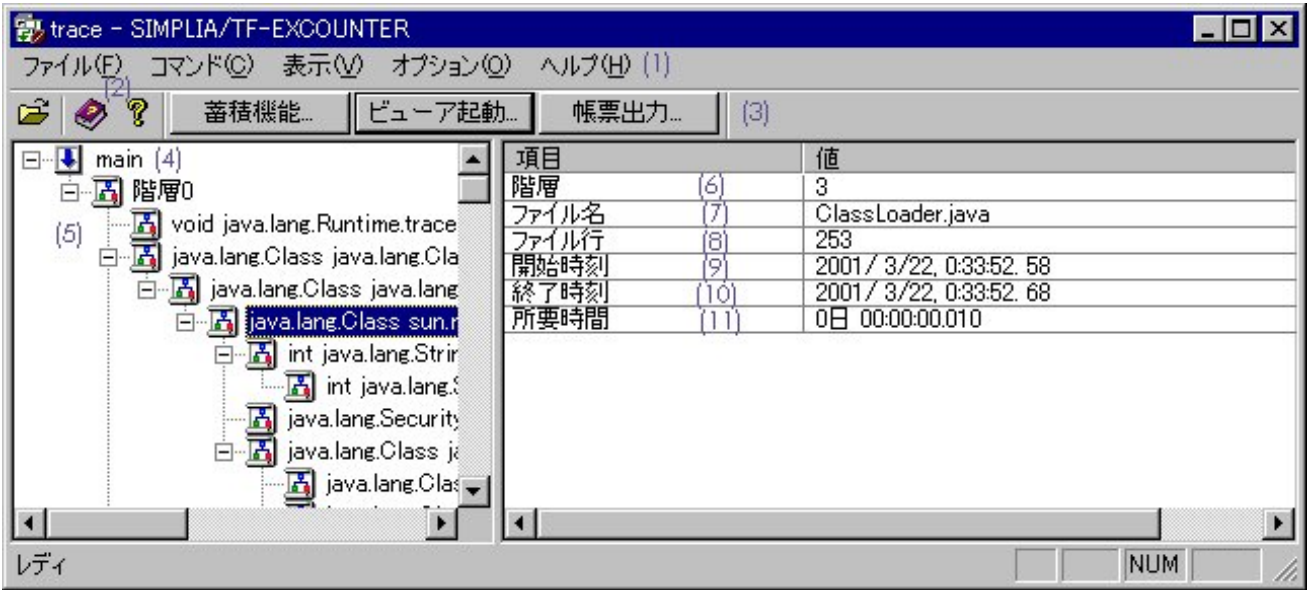 trace - SIMPLIA/TF-EXCOUNTER
ファイル(F) コマンド(C) 表示(V) オプション(O) ヘルプ(H) (1)
(2)
蓄積機能... ビューア起動... 帳票出力... (3)
main (4)
階層0
(5)
void java.lang.Runtime.trace
java.lang.Class java.lang.Cla
java.lang.Class java.lang
java.lang.Class sun.r
int java.lang.Strin
int java.lang.S
java.lang.Security
java.lang.Class ja
java.lang.Clas
項目 値
階層 (6) 3
ファイル名 (7) ClassLoader.java
ファイル行 (8) 253
開始時刻 (9) 2001/ 3/22, 0:33:52. 58
終了時刻 (10) 2001/ 3/22, 0:33:52. 68
所要時間 (11) 0日 00:00:00.010
レディ NUM